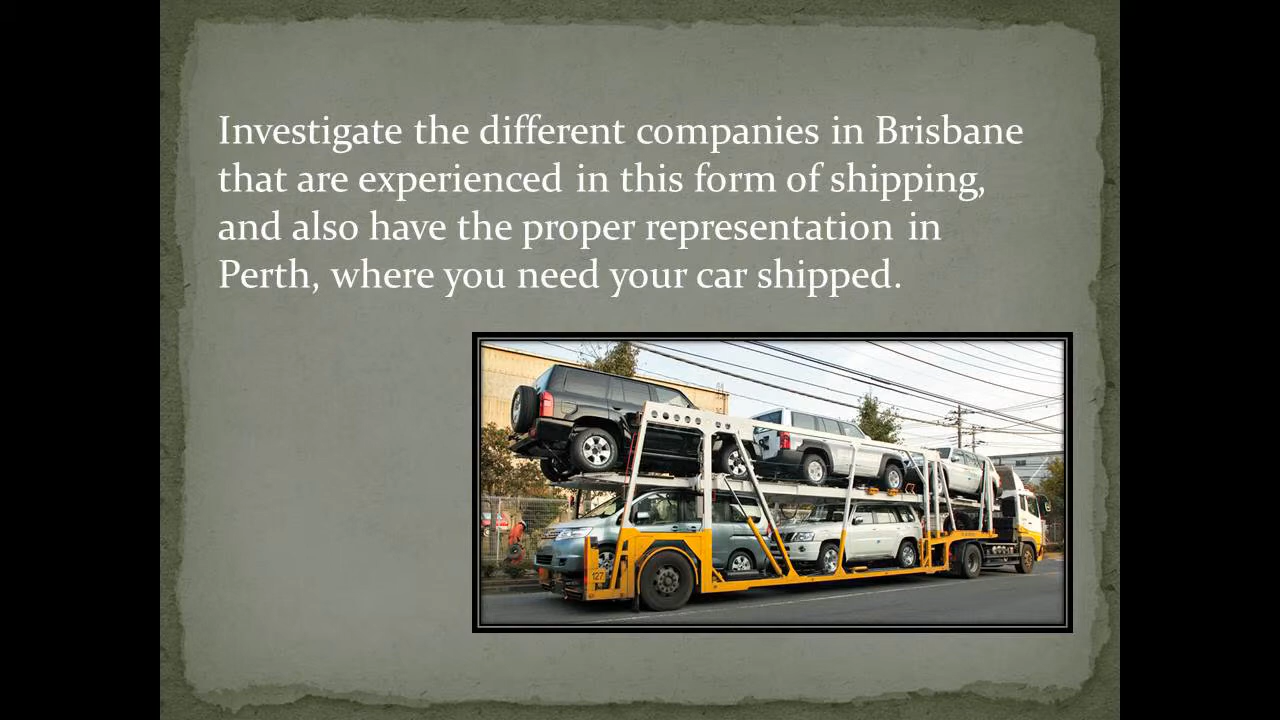 Investigate the different companies in Brisbane
that are experienced in this form of shipping,
and also have the proper representation in
Perth, where you need your car shipped.
127